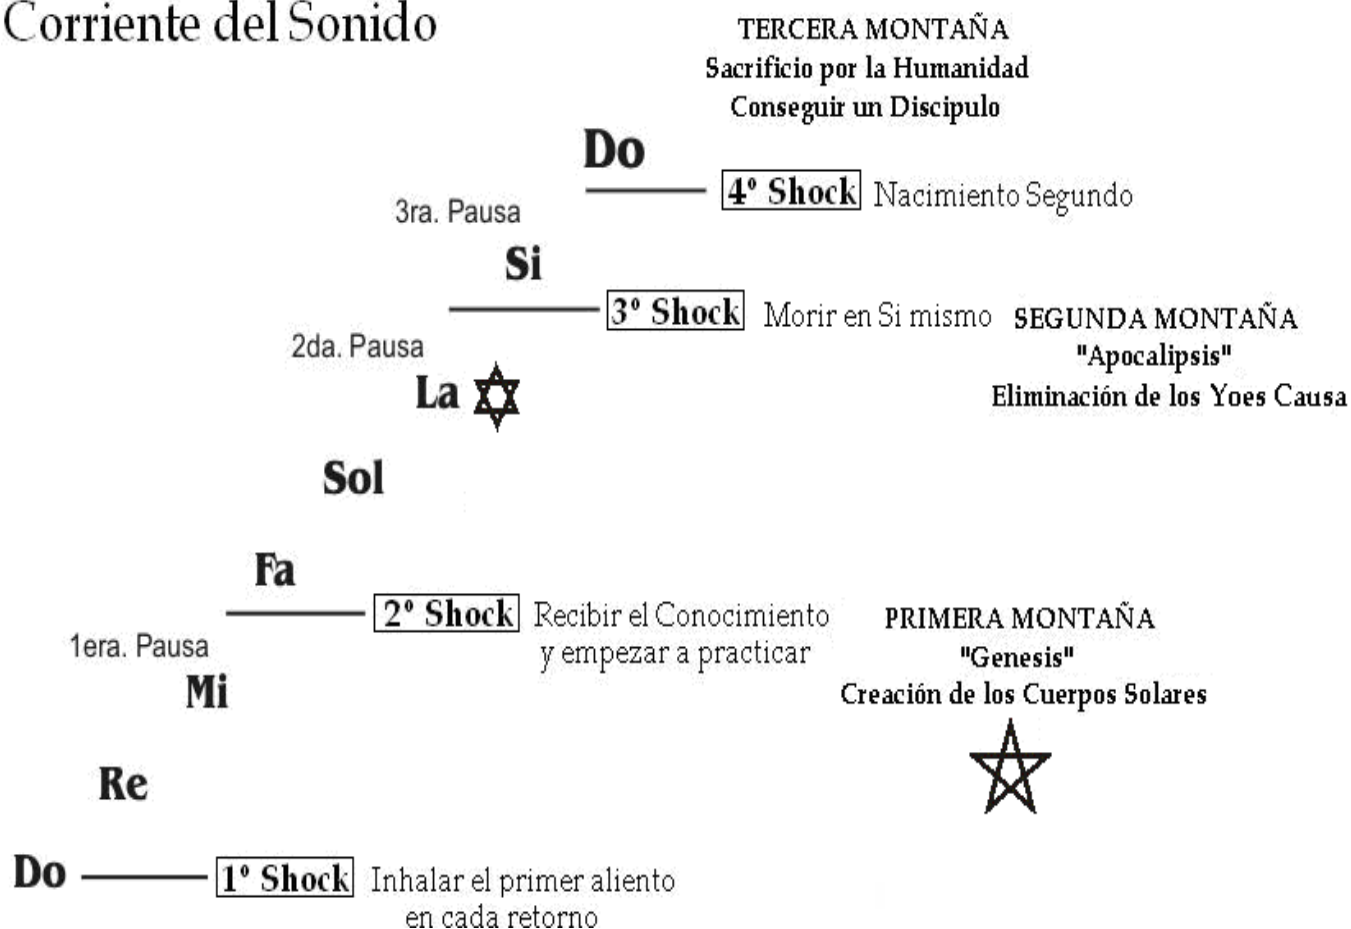 Corriente del Sonido
TERCERA MONTAÑA
Sacrificio por la Humanidad
Conseguir un Discipulo
Do
4º Shock Nacimiento Segundo
3ra. Pausa
Si
3º Shock Morir en Si mismo
SEGUNDA MONTAÑA
"Apocalipsis"
Eliminación de los Yoes Causa
2da. Pausa
La
Sol
Fa
2º Shock Recibir el Conocimiento
y empezar a practicar
PRIMERA MONTAÑA
"Genesis"
Creación de los Cuerpos Solares
1era. Pausa
Mi
Re
Do
1º Shock Inhalar el primer aliento
en cada retorno